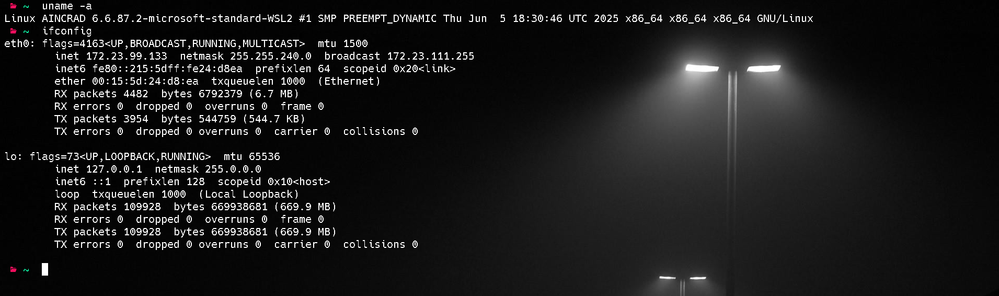 ~ uname -a
Linux AINCRAD 6.6.87.2-microsoft-standard-WSL2 #1 SMP PREEMPT_DYNAMIC Thu Jun  5 18:30:46 UTC 2025 x86_64 x86_64 x86_64 GNU/Linux
~ ifconfig
eth0: flags=4163<UP,BROADCAST,RUNNING,MULTICAST>  mtu 1500
        inet 172.23.99.133  netmask 255.255.240.0  broadcast 172.23.111.255
        inet6 fe80::215:5dff:fe24:d8ea  prefixlen 64  scopeid 0x20<link>
        ether 00:15:5d:24:d8:ea  txqueuelen 1000  (Ethernet)
        RX packets 4482  bytes 6792379 (6.7 MB)
        RX errors 0  dropped 0  overruns 0  frame 0
        TX packets 3954  bytes 544759 (544.7 KB)
        TX errors 0  dropped 0 overruns 0  carrier 0  collisions 0

lo: flags=73<UP,LOOPBACK,RUNNING>  mtu 65536
        inet 127.0.0.1  netmask 255.0.0.0
        inet6 ::1  prefixlen 128  scopeid 0x10<host>
        loop  txqueuelen 1000  (Local Loopback)
        RX packets 109928  bytes 669938681 (669.9 MB)
        RX errors 0  dropped 0  overruns 0  frame 0
        TX packets 109928  bytes 669938681 (669.9 MB)
        TX errors 0  dropped 0 overruns 0  carrier 0  collisions 0

~